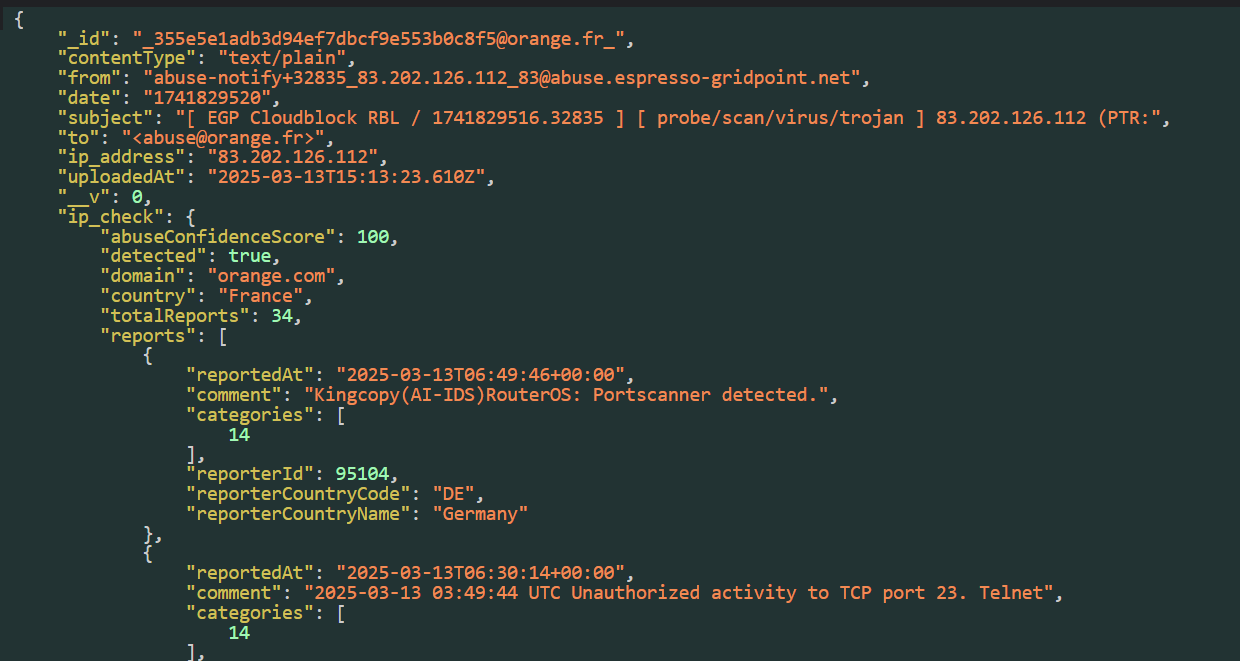 {
"_id": "_355e5e1adb3d94ef7dbcf9e553b0c8f5@orange.fr_",
"contentType": "text/plain",
"from": "abuse-notify+32835_83.202.126.112_83@abuse.espresso-gridpoint.net",
"date": "1741829520",
"subject": "[ EGP Cloudblock RBL / 1741829516.32835 ] [ probe/scan/virus/trojan ] 83.202.126.112 (PTR:",
"to": "<abuse@orange.fr>",
"ip_address": "83.202.126.112",
"uploadedAt": "2025-03-13T15:13:23.610Z",
"__v": 0,
"ip_check": {
"abuseConfidenceScore": 100,
"detected": true,
"domain": "orange.com",
"country": "France",
"totalReports": 34,
"reports": [
{
"reportedAt": "2025-03-13T06:49:46+00:00",
"comment": "Kingcopy(AI-IDS)RouterOS: Portscanner detected.",
"categories": [
14
],
"reporterId": 95104,
"reporterCountryCode": "DE",
"reporterCountryName": "Germany"
},
{
"reportedAt": "2025-03-13T06:30:14+00:00",
"comment": "2025-03-13 03:49:44 UTC Unauthorized activity to TCP port 23. Telnet",
"categories": [
14
],